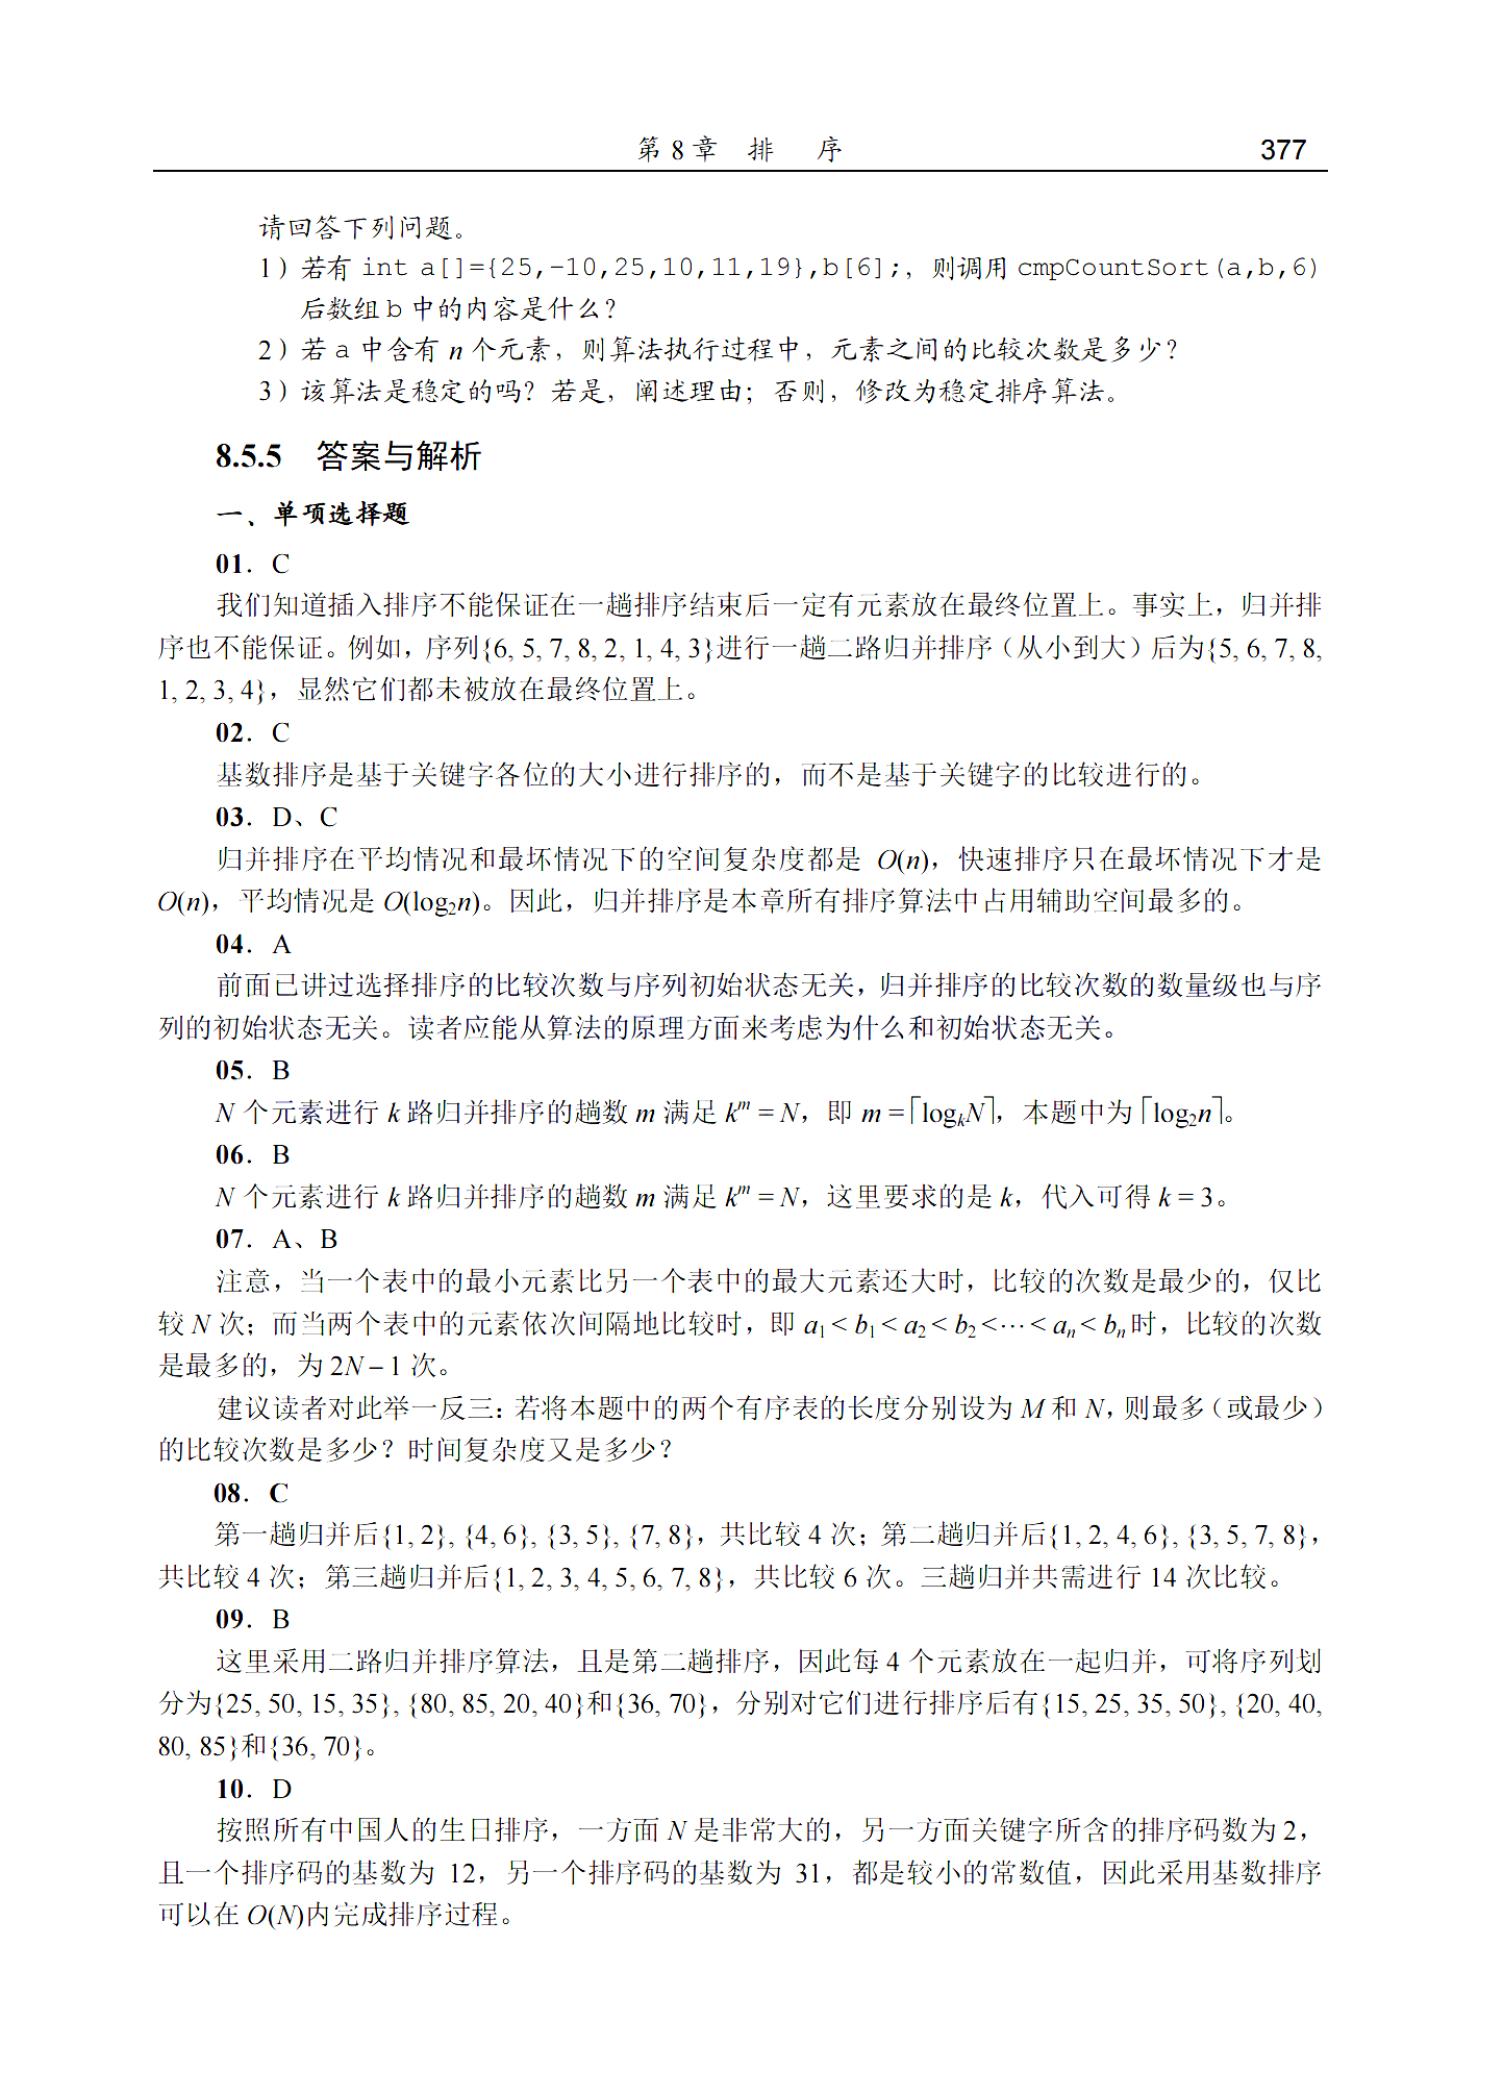 第 8 章 排 序 377
请回答下列问题。
1）若有 int a[]={25,-10,25,10,11,19},b[6];，则调用 cmpCountSort(a,b,6)
后数组 b 中的内容是什么？
2）若 a 中含有 n 个元素，则算法执行过程中，元素之间的比较次数是多少？
3）该算法是稳定的吗？若是，阐述理由；否则，修改为稳定排序算法。
8.5.5 答案与解析
一、单项选择题
01．C
我们知道插入排序不能保证在一趟排序结束后一定有元素放在最终位置上。事实上，归并排
序也不能保证。例如，序列{6, 5, 7, 8, 2, 1, 4, 3}进行一趟二路归并排序（从小到大）后为{5, 6, 7, 8,
1, 2, 3, 4}，显然它们都未被放在最终位置上。
02．C
基数排序是基于关键字各位的大小进行排序的，而不是基于关键字的比较进行的。
03．D、C
归并排序在平均情况和最坏情况下的空间复杂度都是 O(n)，快速排序只在最坏情况下才是
O(n)，平均情况是 O(log₂n)。因此，归并排序是本章所有排序算法中占用辅助空间最多的。
04．A
前面已讲过选择排序的比较次数与序列初始状态无关，归并排序的比较次数的数量级也与序
列的初始状态无关。读者应能从算法的原理方面来考虑为什么和初始状态无关。
05．B
N 个元素进行 k 路归并排序的趟数 m 满足 kᵐ = N，即 m =⌈logₖN⌉，本题中为⌈log₂n⌉。
06．B
N 个元素进行 k 路归并排序的趟数 m 满足 kᵐ = N，这里要求的是 k，代入可得 k = 3。
07．A、B
注意，当一个表中的最小元素比另一个表中的最大元素还大时，比较的次数是最少的，仅比
较 N 次；而当两个表中的元素依次间隔地比较时，即 a₁ < b₁ < a₂ < b₂ <⋯< aₙ < bₙ 时，比较的次数
是最多的，为 2N − 1 次。
建议读者对此举一反三：若将本题中的两个有序表的长度分别设为 M 和 N，则最多（或最少）
的比较次数是多少？时间复杂度又是多少？
08．C
第一趟归并后{1, 2}, {4, 6}, {3, 5}, {7, 8}，共比较 4 次；第二趟归并后{1, 2, 4, 6}, {3, 5, 7, 8}，
共比较 4 次；第三趟归并后{1, 2, 3, 4, 5, 6, 7, 8}，共比较 6 次。三趟归并共需进行 14 次比较。
09．B
这里采用二路归并排序算法，且是第二趟排序，因此每 4 个元素放在一起归并，可将序列划
分为{25, 50, 15, 35}, {80, 85, 20, 40}和{36, 70}，分别对它们进行排序后有{15, 25, 35, 50}, {20, 40,
80, 85}和{36, 70}。
10．D
按照所有中国人的生日排序，一方面 N 是非常大的，另一方面关键字所含的排序码数为 2，
且一个排序码的基数为 12，另一个排序码的基数为 31，都是较小的常数值，因此采用基数排序
可以在 O(N)内完成排序过程。